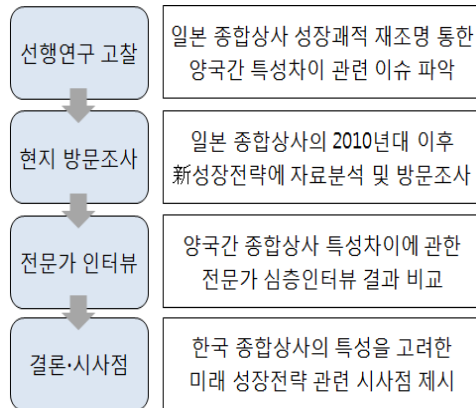 선행연구 고찰
일본 종합상사 성장괘적 재조명 통한
양국간 특성차이 관련 이슈 파악
현지 방문조사
일본 종합상사의 2010년대 이후
新성장전략에 자료분석 및 방문조사
전문가 인터뷰
양국간 종합상사 특성차이에 관한
전문가 심층인터뷰 결과 비교
결론·시사점
한국 종합상사의 특성을 고려한
미래 성장전략 관련 시사점 제시